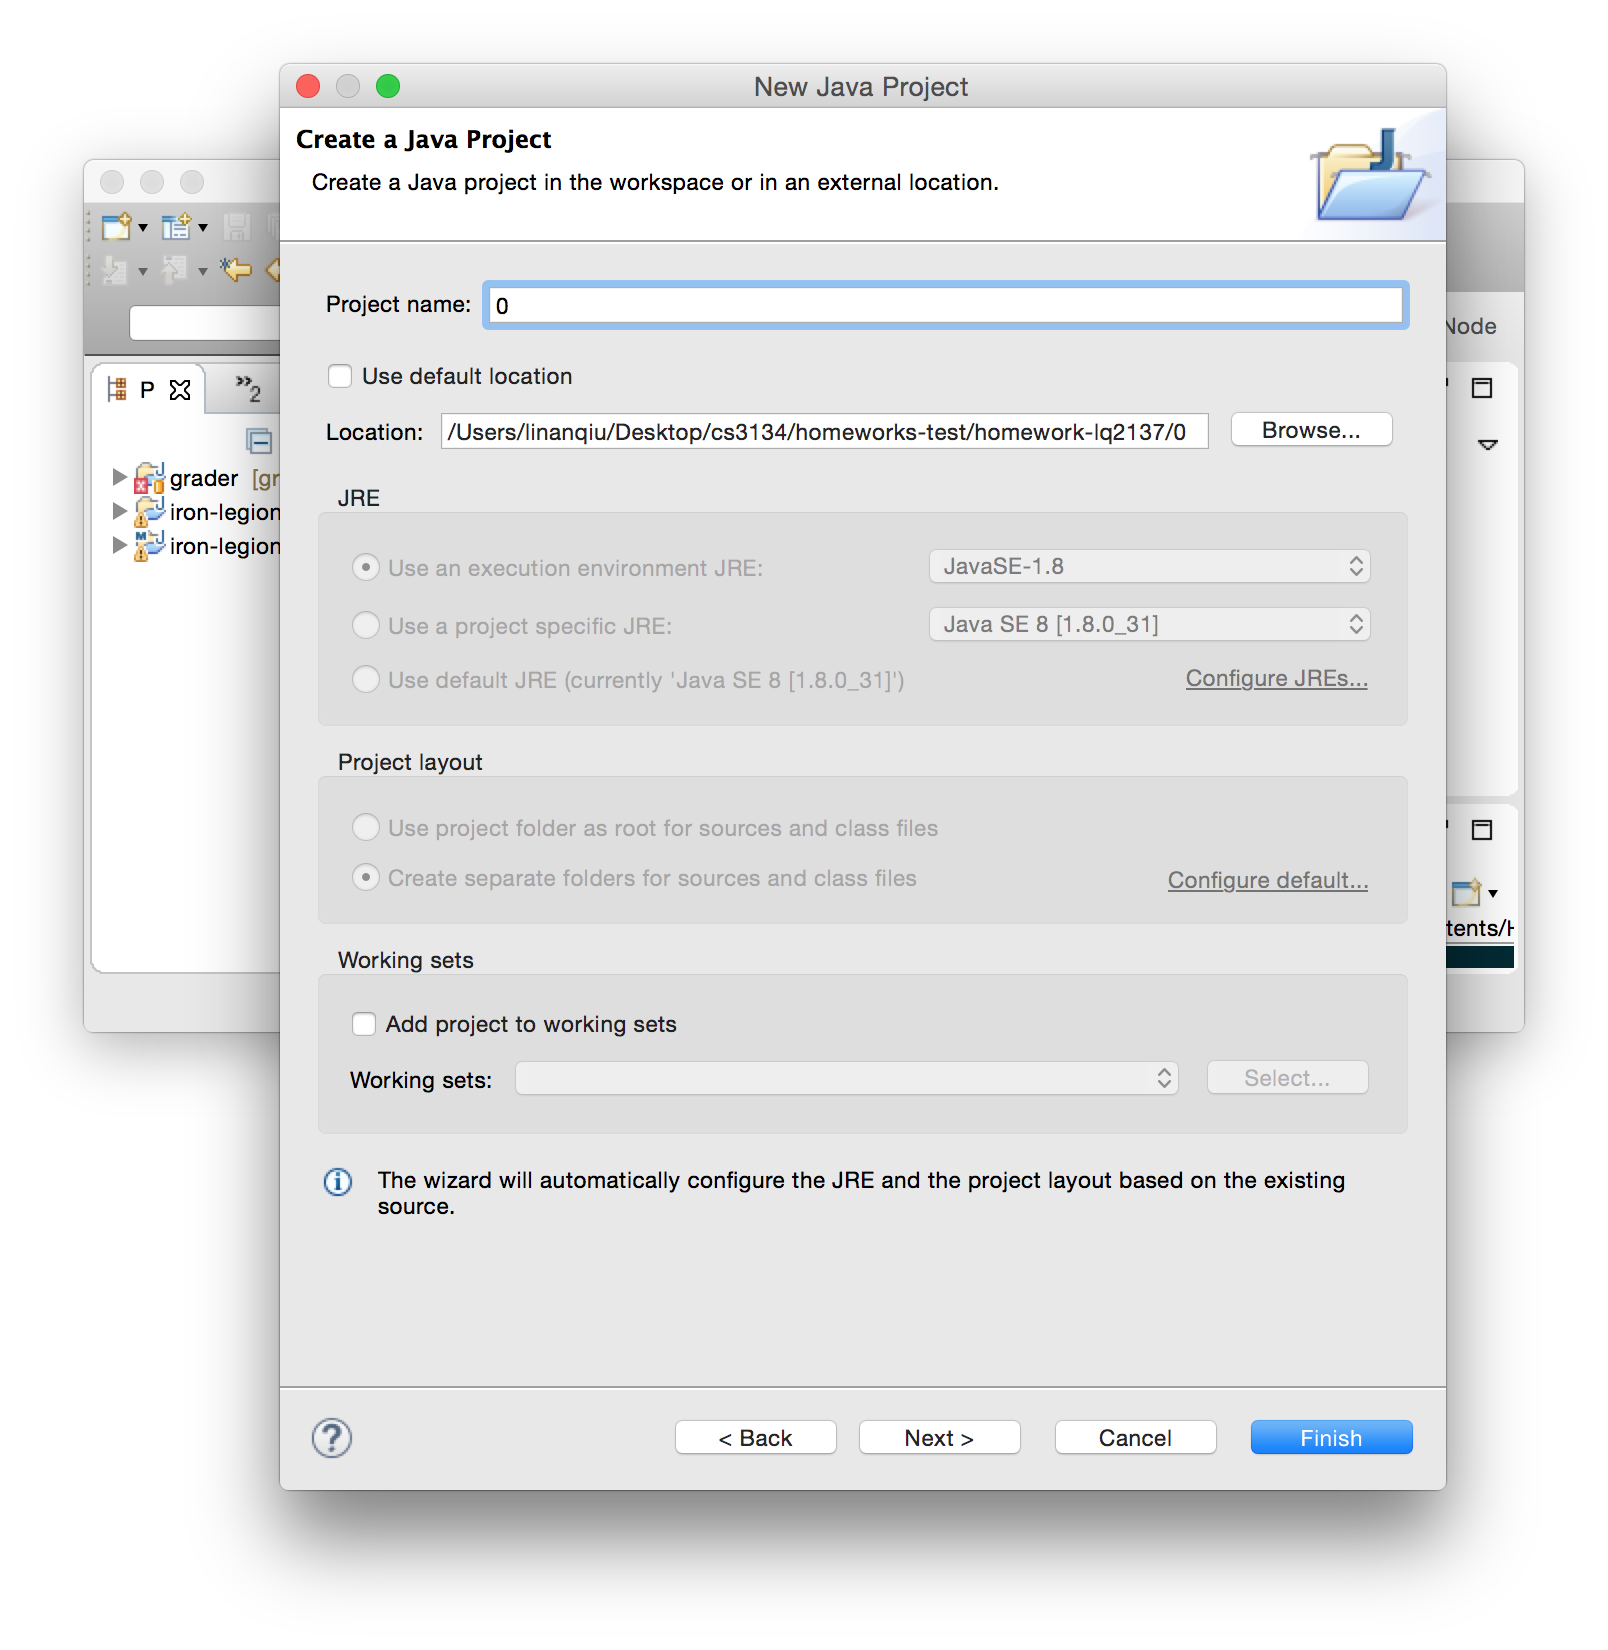 New Java Project
Create a Java Project
Create a Java project in the workspace or in an external location.
Project name: 0
Use default location
Location: /Users/linanqiu/Desktop/cs3134/homeworks-test/homework-lq2137/0 Browse...
JRE
Use an execution environment JRE: JavaSE-1.8
Use a project specific JRE: Java SE 8 [1.8.0_31]
Use default JRE (currently 'Java SE 8 [1.8.0_31]') Configure JREs...
Project layout
Use project folder as root for sources and class files
Create separate folders for sources and class files Configure default...
Working sets
Add project to working sets
Working sets: Select...
The wizard will automatically configure the JRE and the project layout based on the existing
source.
? < Back Next > Cancel Finish
P »2
grader [gr
iron-legion
iron-legion
Node
tents/H